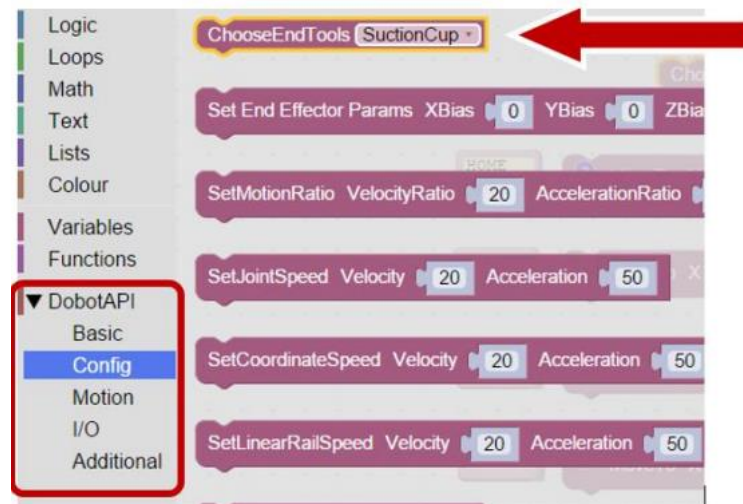 Logic
Loops
Math
Text
Lists
Colour
Variables
Functions
▼ DobotAPI
Basic
Config
Motion
I/O
Additional
ChooseEndTools SuctionCup
Set End Effector Params XBias 0 YBias 0
SetMotionRatio VelocityRatio 20 AccelerationRatio
SetJointSpeed Velocity 20 Acceleration 50
SetCoordinateSpeed Velocity 20 Acceleration 50
SetLinearRailSpeed Velocity 20 Acceleration 50
HOME